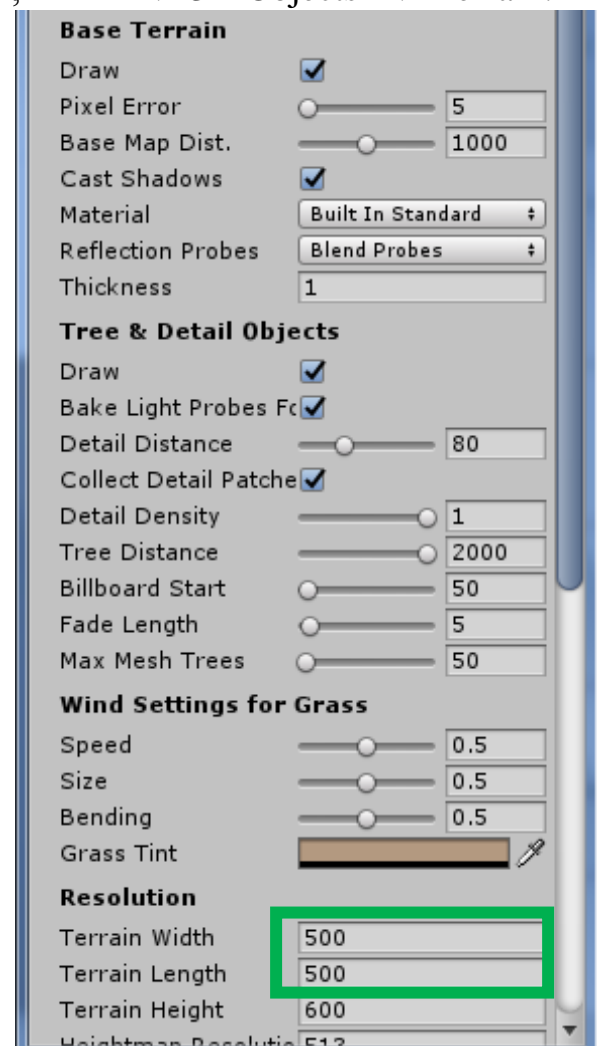 Base Terrain
Draw
Pixel Error 5
Base Map Dist. 1000
Cast Shadows
Material Built In Standard
Reflection Probes Blend Probes
Thickness 1
Tree & Detail Objects
Draw
Bake Light Probes Fo
Detail Distance 80
Collect Detail Patche
Detail Density 1
Tree Distance 2000
Billboard Start 50
Fade Length 5
Max Mesh Trees 50
Wind Settings for Grass
Speed 0.5
Size 0.5
Bending 0.5
Grass Tint
Resolution
Terrain Width 500
Terrain Length 500
Terrain Height 600
Heightmap Resolutio 513